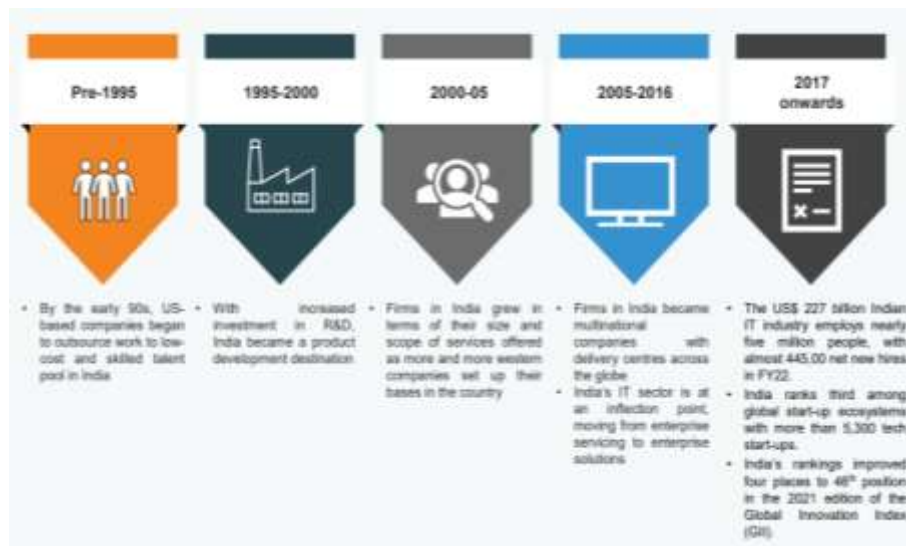 Pre-1995
1995-2000
2000-05
2005-2016
2017
onwards
• By the early 90s, US-
based companies began
to outsource work to low-
cost and skilled talent
pool in India
• With increased
investment in R&D,
India became a product
development destination
• Firms in India grew in
terms of their size and
scope of services offered
as more and more western
companies set up their
bases in the country
• Firms in India became
multinational
companies with
delivery centres across
the globe
• India's IT sector is at
an inflection point,
moving from enterprise
servicing to enterprise
solutions
• The US$ 227 billion Indian
IT industry employs nearly
five million people, with
almost 445,00 net new hires
in FY22.
• India ranks third among
global start-up ecosystems
with more than 5,300 tech
start-ups.
• India's rankings improved
four places to 46th position
in the 2021 edition of the
Global Innovation Index
(GII).